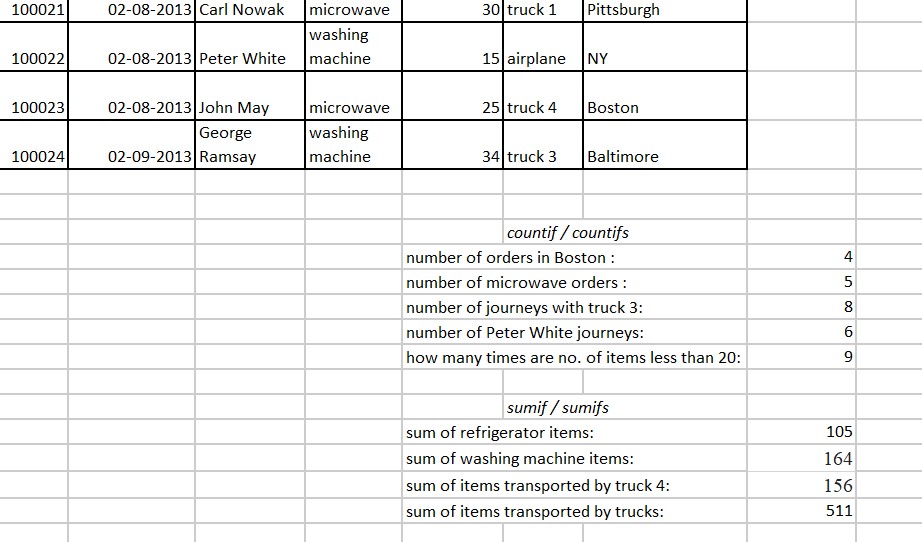 100021 02-08-2013 Carl Nowak microwave 30 truck 1 Pittsburgh
washing
100022 02-08-2013 Peter White machine 15 airplane NY
100023 02-08-2013 John May microwave 25 truck 4 Boston
George washing
100024 02-09-2013 Ramsay machine 34 truck 3 Baltimore
countif / countifs
number of orders in Boston : 4
number of microwave orders : 5
number of journeys with truck 3: 8
number of Peter White journeys: 6
how many times are no. of items less than 20: 9
sumif / sumifs
sum of refrigerator items: 105
sum of washing machine items: 164
sum of items transported by truck 4: 156
sum of items transported by trucks: 511